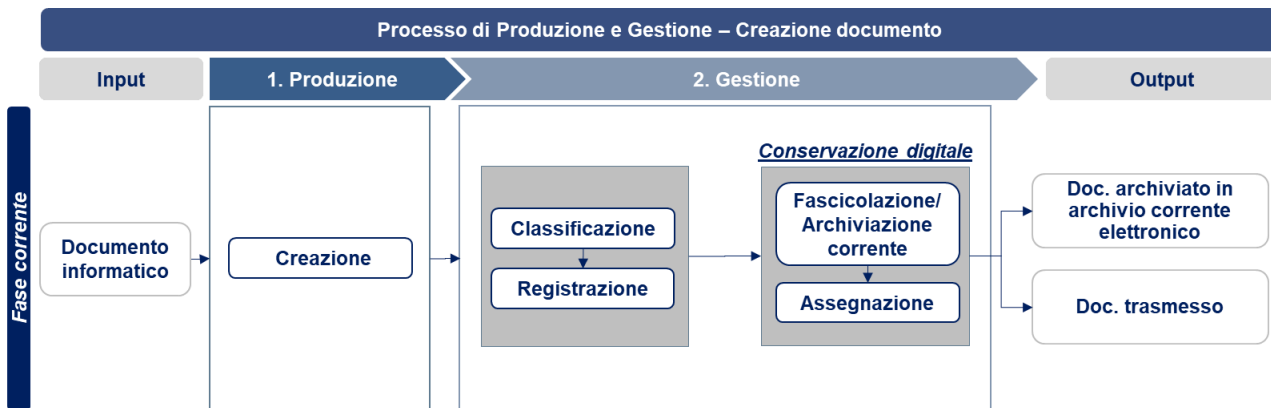 Processo di Produzione e Gestione – Creazione documento
Input
1. Produzione
2. Gestione
Output
Fase corrente
Documento
informatico
Creazione
Classificazione
Registrazione
Conservazione digitale
Fascicolazione/
Archiviazione
corrente
Assegnazione
Doc. archiviato in
archivio corrente
elettronico
Doc. trasmesso